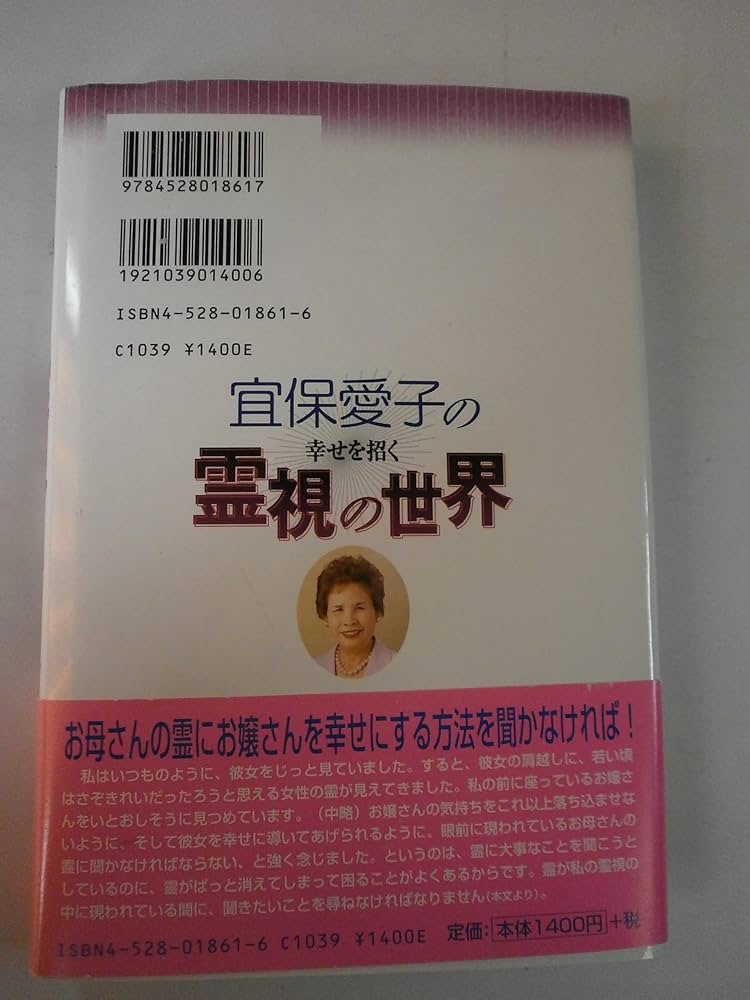 9784528018617
1921039014006
ISBN4-528-01861-6
C1039 ¥1400E
宜保愛子の
幸せを招く
霊視の世界
お母さんの霊にお嬢さんを幸せにする方法を聞かなければ!
私はいつものように、彼女をじっと見ていました。すると、彼女の肩越しに、若い頃
はさぞきれいだったろうと思える女性の霊が見えてきました。私の前に座っているお嬢さ
んをいとおしそうに見つめています。(中略)お嬢さんの気持ちをこれ以上落ち込ませな
いように、そして彼女を幸せに導いてあげられるように、眼前に現われているお母さんの
霊に聞かなければならない、と強く念じました。というのは、霊に大事なことを聞こうと
しているのに、霊がぱっと消えてしまって困ることがよくあるからです。霊が私の霊視の
中に現われている間に、聞きたいことを尋ねなければなりません(本文より)。
ISBN4-528-01861-6 C1039 ¥1400E 定価:本体1400円+税